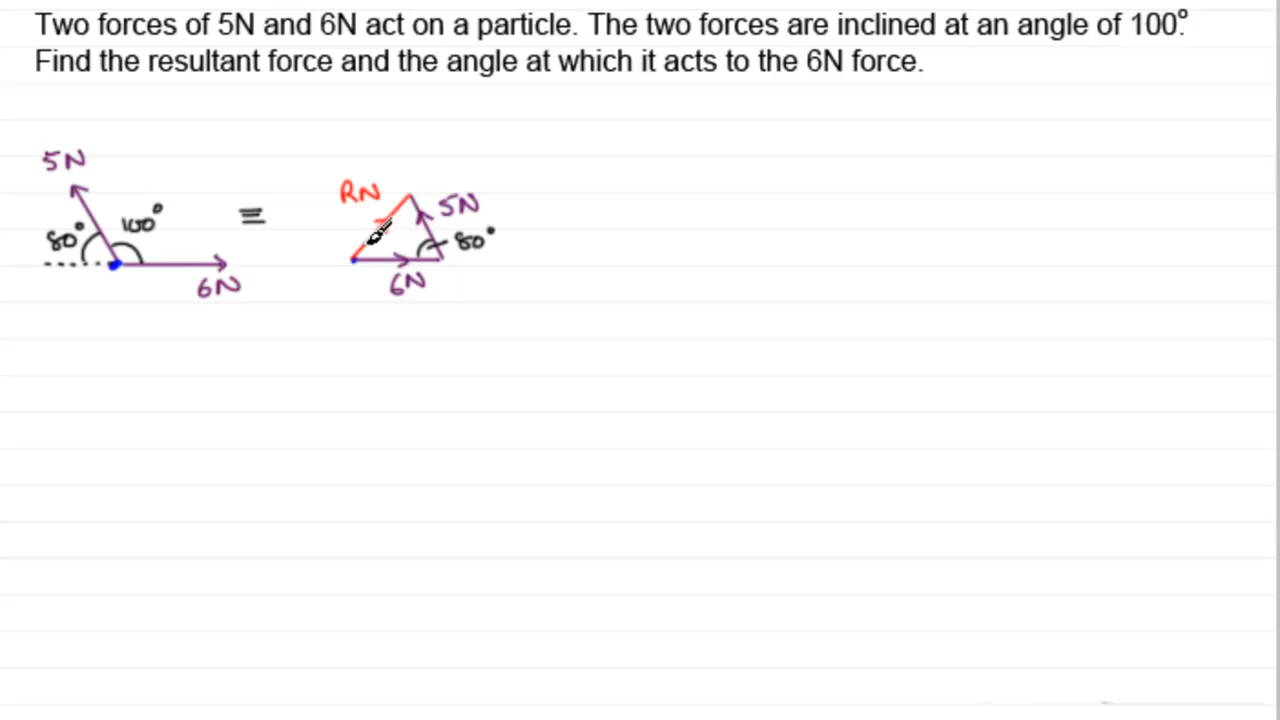 Two forces of 5N and 6N act on a particle. The two forces are inclined at an angle of 100°.
Find the resultant force and the angle at which it acts to the 6N force.
5N
80° 100°
6N
≡
RN
5N
80°
6N